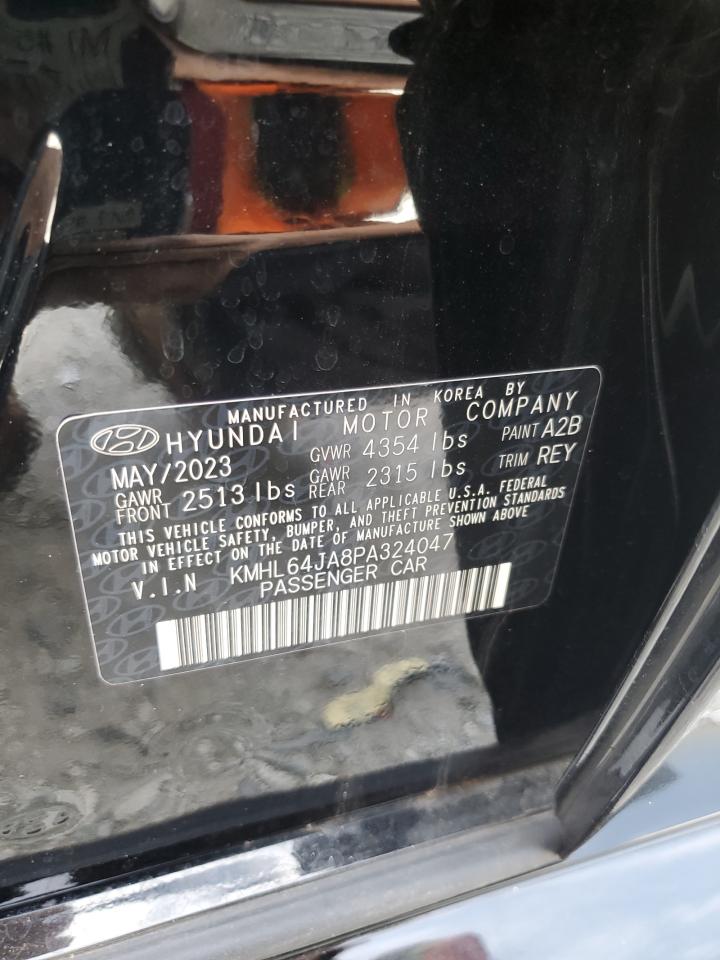 MANUFACTURED IN KOREA BY
HYUNDAI MOTOR COMPANY
MAY/2023 GVWR 4354 lbs PAINT A2B
GAWR FRONT 2513 lbs GAWR REAR 2315 lbs TRIM REY
THIS VEHICLE CONFORMS TO ALL APPLICABLE U.S.A. FEDERAL
MOTOR VEHICLE SAFETY, BUMPER, AND THEFT PREVENTION STANDARDS
IN EFFECT ON THE DATE OF MANUFACTURE SHOWN ABOVE
V.I.N KMHL64JA8PA324047
PASSENGER CAR